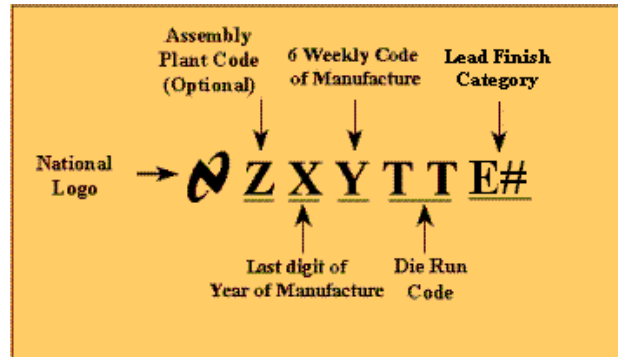 Assembly
Plant Code
(Optional)
6 Weekly Code
of Manufacture
Lead Finish
Category
National
Logo
Z X Y T T E#
Last digit of
Year of Manufacture
Die Run
Code